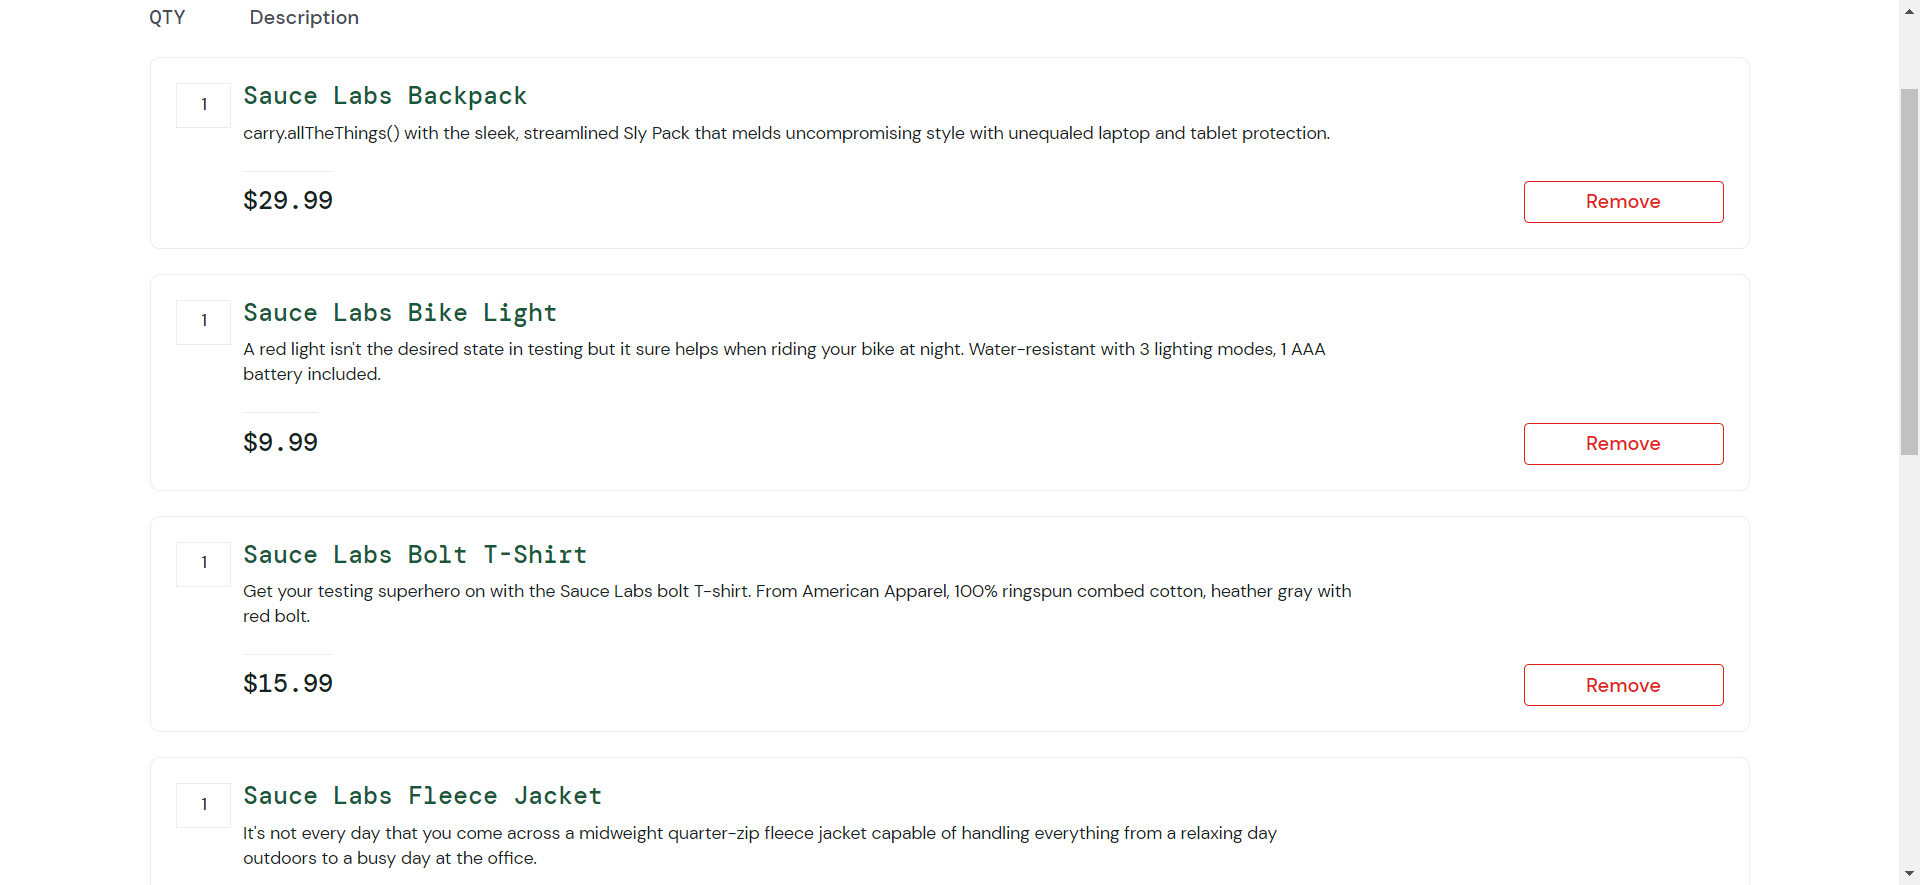 QTY Description
1 Sauce Labs Backpack
carry.allTheThings() with the sleek, streamlined Sly Pack that melds uncompromising style with unequaled laptop and tablet protection.
$29.99 Remove
1 Sauce Labs Bike Light
A red light isn't the desired state in testing but it sure helps when riding your bike at night. Water-resistant with 3 lighting modes, 1 AAA
battery included.
$9.99 Remove
1 Sauce Labs Bolt T-Shirt
Get your testing superhero on with the Sauce Labs bolt T-shirt. From American Apparel, 100% ringspun combed cotton, heather gray with
red bolt.
$15.99 Remove
1 Sauce Labs Fleece Jacket
It's not every day that you come across a midweight quarter-zip fleece jacket capable of handling everything from a relaxing day
outdoors to a busy day at the office.